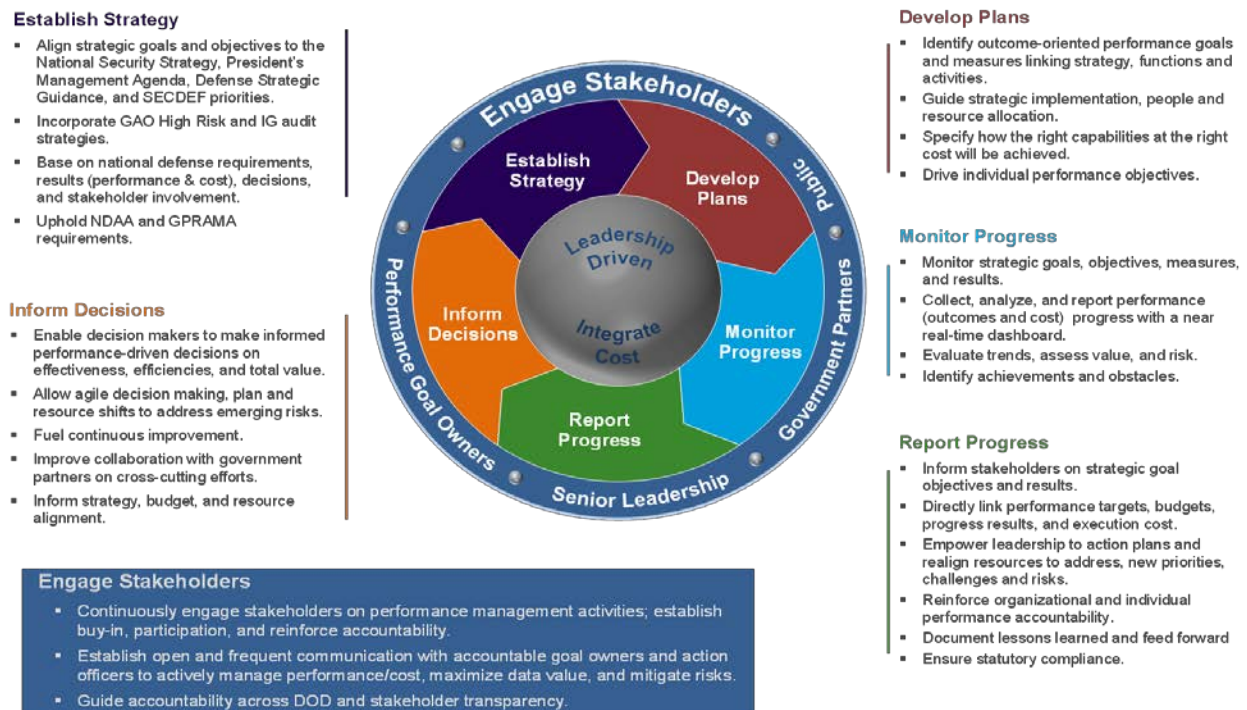 Establish Strategy
▪ Align strategic goals and objectives to the
National Security Strategy, President's
Management Agenda, Defense Strategic
Guidance, and SECDEF priorities.
▪ Incorporate GAO High Risk and IG audit
strategies.
▪ Base on national defense requirements,
results (performance & cost), decisions,
and stakeholder involvement.
▪ Uphold NDAA and GPRAMA
requirements.
Inform Decisions
▪ Enable decision makers to make informed
performance-driven decisions on
effectiveness, efficiencies, and total value.
▪ Allow agile decision making, plan and
resource shifts to address emerging risks.
▪ Fuel continuous improvement.
▪ Improve collaboration with government
partners on cross-cutting efforts.
▪ Inform strategy, budget, and resource
alignment.
Engage Stakeholders
Public
Government Partners
Senior Leadership
Performance Goal Owners
Establish
Strategy
Develop
Plans
Monitor
Progress
Report
Progress
Inform
Decisions
Leadership
Driven
Integrate
Cost
Develop Plans
▪ Identify outcome-oriented performance goals
and measures linking strategy, functions and
activities.
▪ Guide strategic implementation, people and
resource allocation.
▪ Specify how the right capabilities at the right
cost will be achieved.
▪ Drive individual performance objectives.
Monitor Progress
▪ Monitor strategic goals, objectives, measures,
and results.
▪ Collect, analyze, and report performance
(outcomes and cost) progress with a near
real-time dashboard.
▪ Evaluate trends, assess value, and risk.
▪ Identify achievements and obstacles.
Report Progress
▪ Inform stakeholders on strategic goal
objectives and results.
▪ Directly link performance targets, budgets,
progress results, and execution cost.
▪ Empower leadership to action plans and
realign resources to address, new priorities,
challenges and risks.
▪ Reinforce organizational and individual
performance accountability.
▪ Document lessons learned and feed forward
▪ Ensure statutory compliance.
Engage Stakeholders
▪ Continuously engage stakeholders on performance management activities; establish
buy-in, participation, and reinforce accountability.
▪ Establish open and frequent communication with accountable goal owners and action
officers to actively manage performance/cost, maximize data value, and mitigate risks.
▪ Guide accountability across DOD and stakeholder transparency.